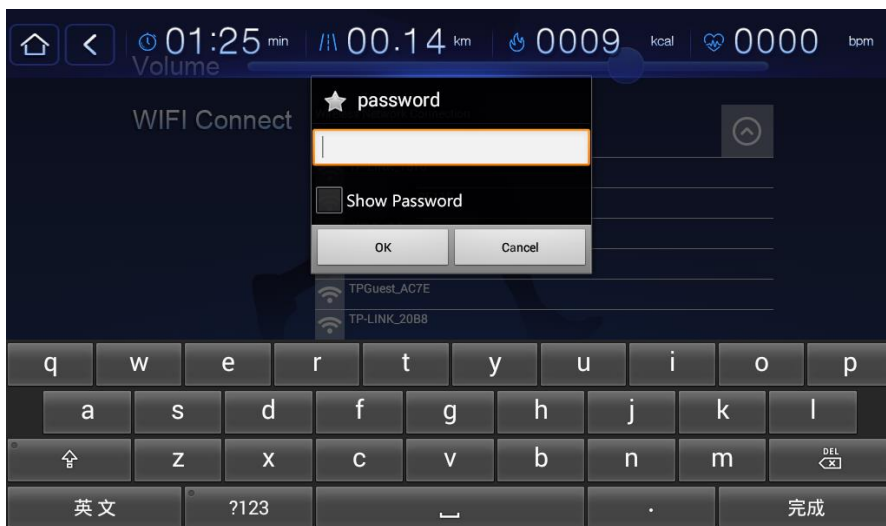 01:25 min 00.14 km 0009 kcal 0000 bpm
Volume
password
WIFI Connect
Show Password
OK Cancel
TPGuest_AC7E
TP-LINK_20B8
q w e r t y u i o p
a s d f g h j k l
z x c v b n m DEL
英文 ?123 . 完成